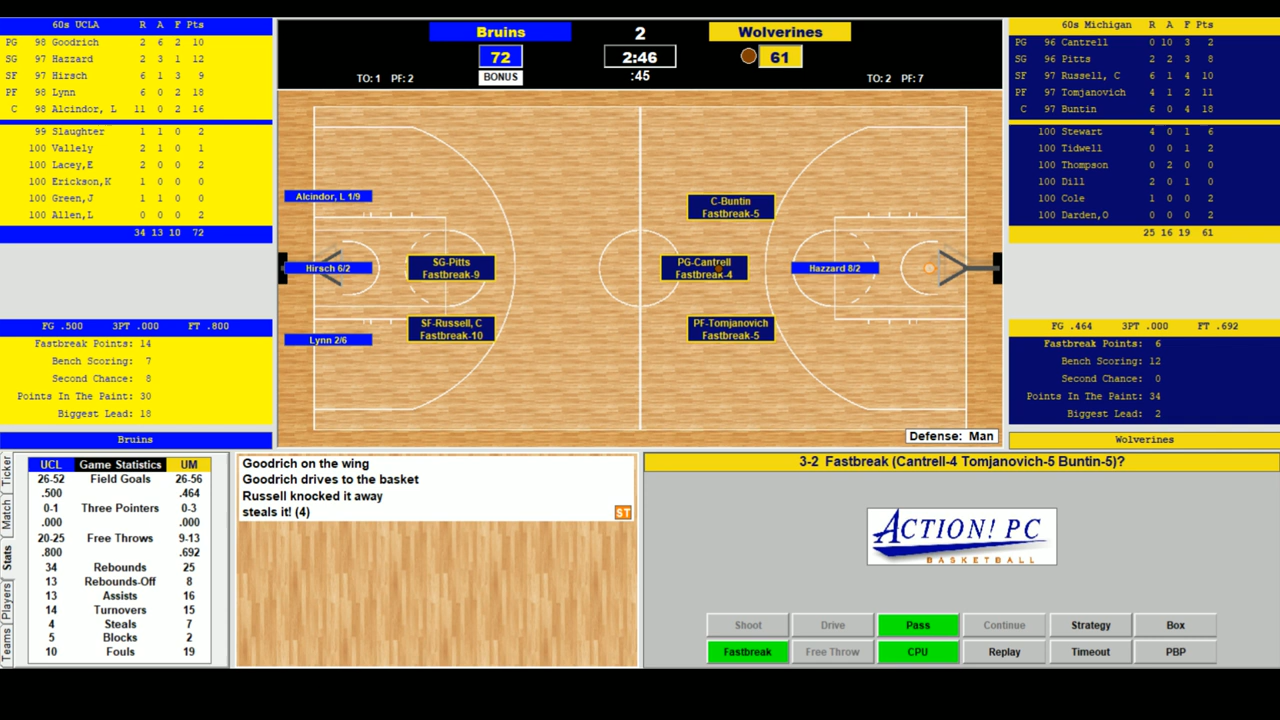 60s UCLA R A F Pts
PG 98 Goodrich 2 6 2 10
SG 97 Hazzard 2 3 1 12
SF 97 Hirsch 6 1 3 9
PF 98 Lynn 6 0 2 18
C 98 Alcindor, L 11 0 2 16
99 Slaughter 1 1 0 2
100 Vallely 2 1 0 1
100 Lacey,E 2 0 0 2
100 Erickson,K 1 0 0 0
100 Green,J 1 1 0 0
100 Allen,L 0 0 0 2
34 13 10 72
FG .500 3PT .000 FT .800
Fastbreak Points: 14
Bench Scoring: 7
Second Chance: 8
Points In The Paint: 30
Biggest Lead: 18
Bruins
Bruins 2 Wolverines
72 2:46 61
BONUS :45
TO: 1 PF: 2 TO: 2 PF: 7
Alcindor, L 1/9
C-Buntin
Fastbreak-5
Hirsch 6/2
SG-Pitts
Fastbreak-9
PG-Cantrell
Fastbreak-4
Hazzard 8/2
Lynn 2/6
SF-Russell, C
Fastbreak-10
PF-Tomjanovich
Fastbreak-5
Defense: Man
60s Michigan R A F Pts
PG 96 Cantrell 0 10 3 2
SG 96 Pitts 2 2 3 8
SF 97 Russell, C 6 1 4 10
PF 97 Tomjanovich 4 1 2 11
C 97 Buntin 6 0 4 18
100 Stewart 4 0 1 6
100 Tidwell 0 0 1 2
100 Thompson 0 2 0 0
100 Dill 2 0 1 0
100 Cole 1 0 0 2
100 Darden,O 0 0 0 2
25 16 19 61
FG .464 3PT .000 FT .692
Fastbreak Points: 6
Bench Scoring: 12
Second Chance: 0
Points In The Paint: 34
Biggest Lead: 2
Wolverines
Ticker
Match
Stats
Players
Teams
UCL Game Statistics UM
26-52 Field Goals 26-56
.500 .464
0-1 Three Pointers 0-3
.000 .000
20-25 Free Throws 9-13
.800 .692
34 Rebounds 25
13 Rebounds-Off 8
13 Assists 16
14 Turnovers 15
4 Steals 7
5 Blocks 2
10 Fouls 19
Goodrich on the wing
Goodrich drives to the basket
Russell knocked it away
steals it! (4) ST
3-2 Fastbreak (Cantrell-4 Tomjanovich-5 Buntin-5)?
ACTION! PC
BASKETBALL
Shoot Drive Pass Continue Strategy Box
Fastbreak Free Throw CPU Replay Timeout PBP